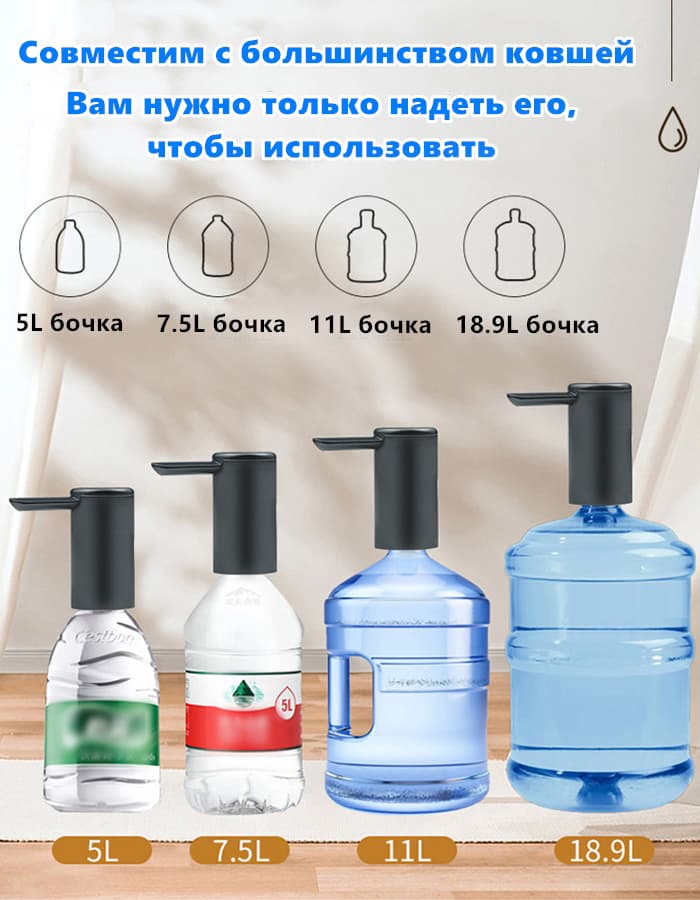 Совместим с большинством ковшей
Вам нужно только надеть его,
чтобы использовать
5L бочка
7.5L бочка
11L бочка
18.9L бочка
Cestbon
5L
5L
7.5L
11L
18.9L